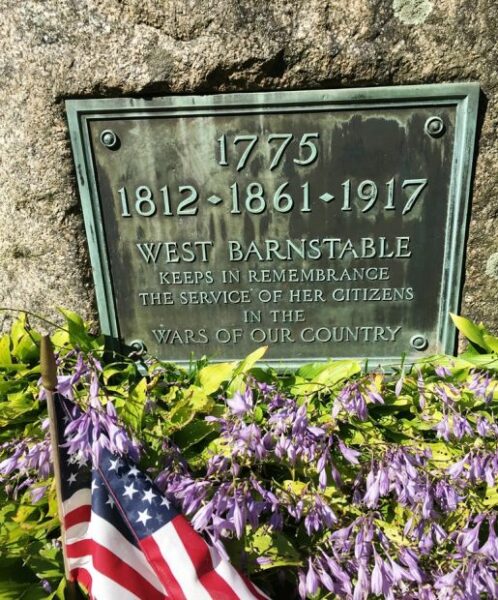 1775
1812 • 1861 • 1917
WEST BARNSTABLE
KEEPS IN REMEMBRANCE
THE SERVICE OF HER CITIZENS
IN THE
WARS OF OUR COUNTRY